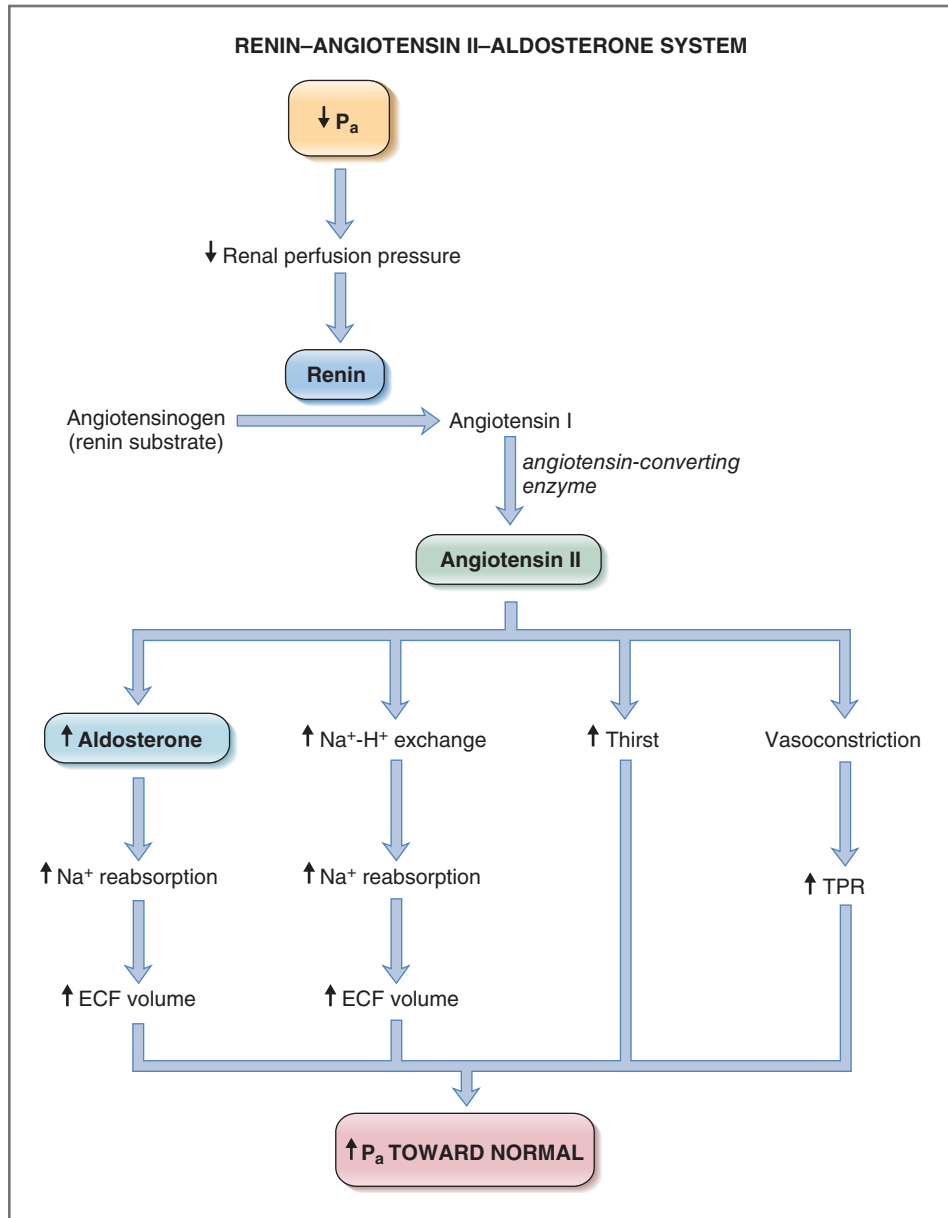 RENIN–ANGIOTENSIN II–ALDOSTERONE SYSTEM
↓ Pₐ
↓ Renal perfusion pressure
Renin
Angiotensinogen
(renin substrate)
Angiotensin I
angiotensin-converting
enzyme
Angiotensin II
↑ Aldosterone
↑ Na⁺-H⁺ exchange
↑ Thirst
Vasoconstriction
↑ Na⁺ reabsorption
↑ Na⁺ reabsorption
↑ TPR
↑ ECF volume
↑ ECF volume
↑ Pₐ TOWARD NORMAL